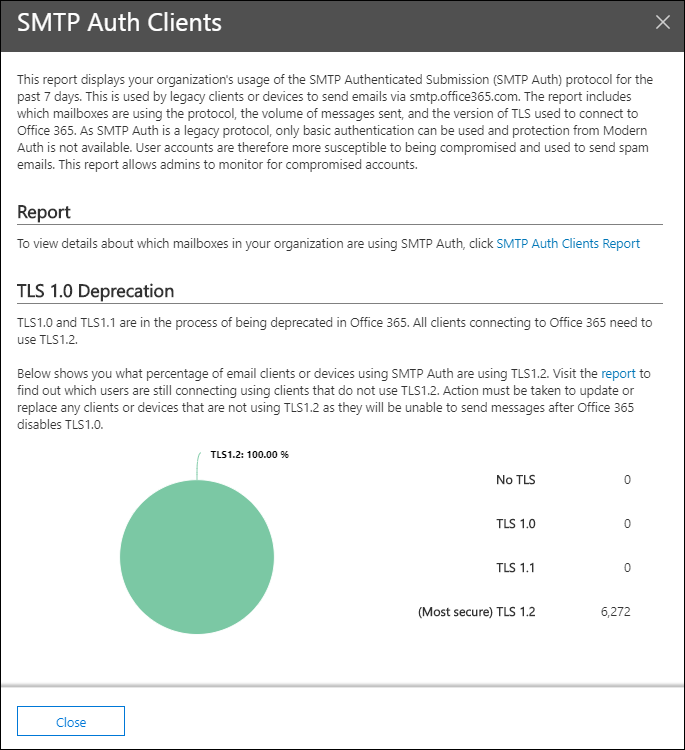 SMTP Auth Clients
This report displays your organization's usage of the SMTP Authenticated Submission (SMTP Auth) protocol for the
past 7 days. This is used by legacy clients or devices to send emails via smtp.office365.com. The report includes
which mailboxes are using the protocol, the volume of messages sent, and the version of TLS used to connect to
Office 365. As SMTP Auth is a legacy protocol, only basic authentication can be used and protection from Modern
Auth is not available. User accounts are therefore more susceptible to being compromised and used to send spam
emails. This report allows admins to monitor for compromised accounts.
Report
To view details about which mailboxes in your organization are using SMTP Auth, click SMTP Auth Clients Report
TLS 1.0 Deprecation
TLS1.0 and TLS1.1 are in the process of being deprecated in Office 365. All clients connecting to Office 365 need to
use TLS1.2.
Below shows you what percentage of email clients or devices using SMTP Auth are using TLS1.2. Visit the report to
find out which users are still connecting using clients that do not use TLS1.2. Action must be taken to update or
replace any clients or devices that are not using TLS1.2 as they will be unable to send messages after Office 365
disables TLS1.0.
TLS1.2: 100.00 %
No TLS 0
TLS 1.0 0
TLS 1.1 0
(Most secure) TLS 1.2 6,272
Close